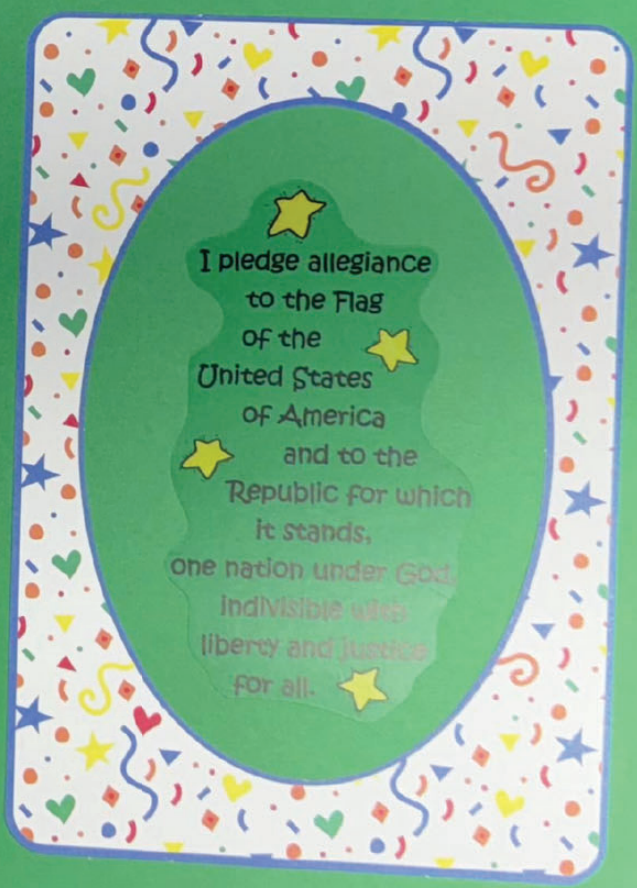 I pledge allegiance
to the Flag
of the
United States
of America
and to the
Republic for which
it stands,
one nation under God,
indivisible with
liberty and justice
for all.